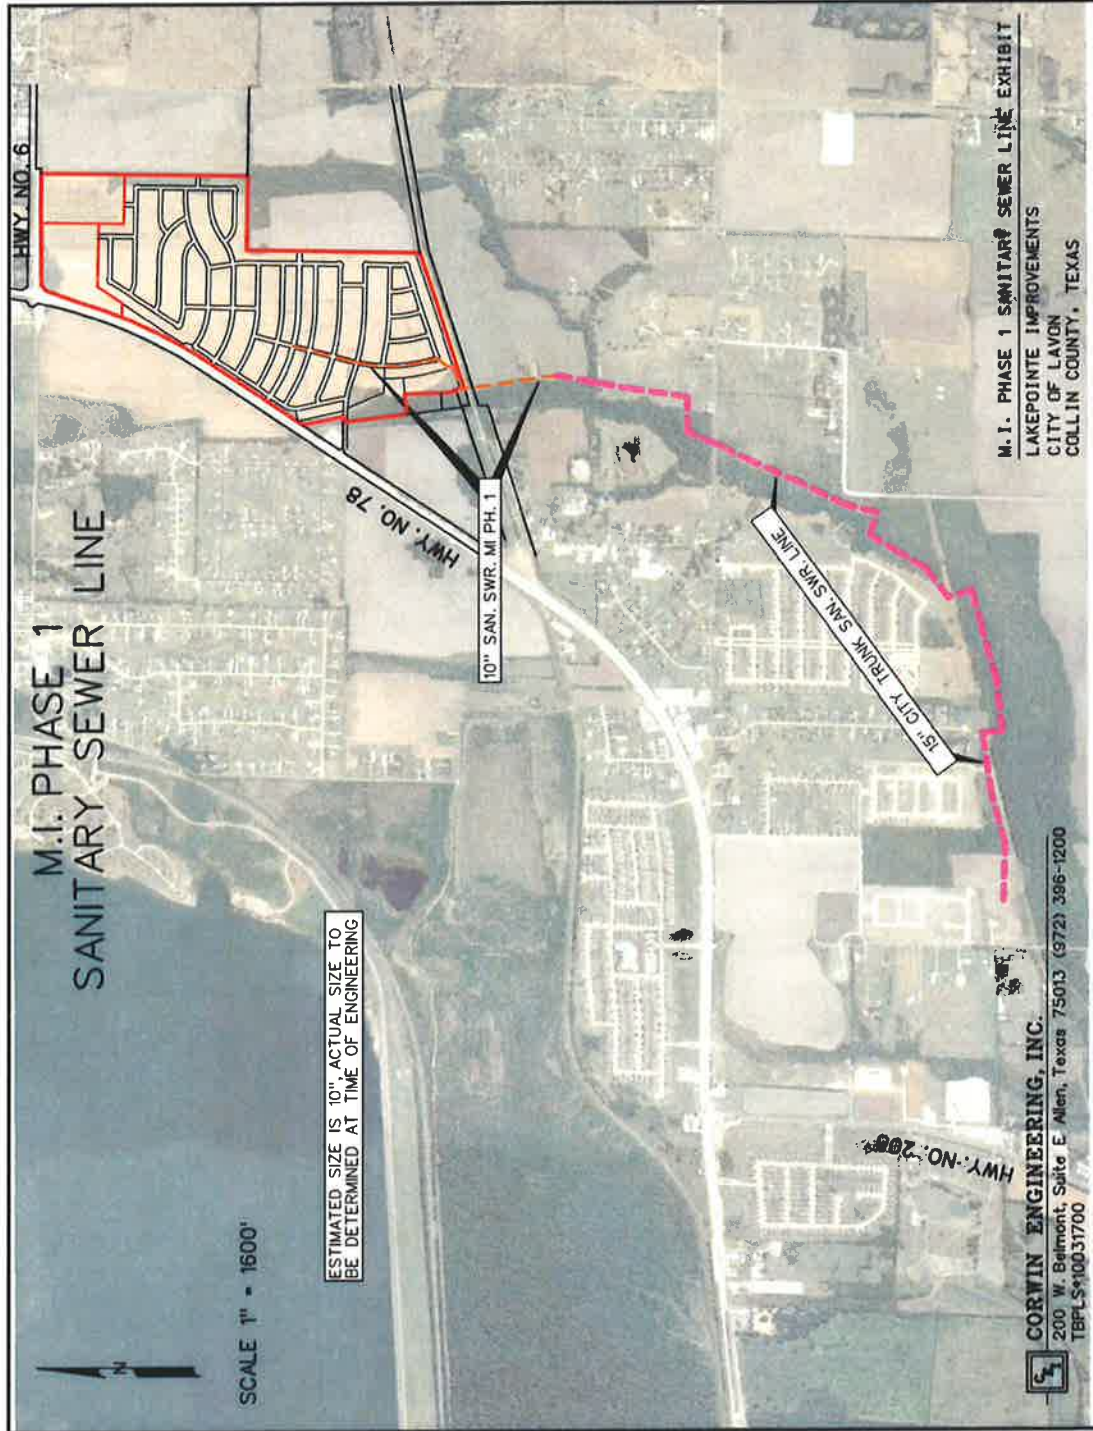 M.I. PHASE 1
SANITARY SEWER LINE
SCALE 1" = 1600'
N
ESTIMATED SIZE IS 10", ACTUAL SIZE TO
BE DETERMINED AT TIME OF ENGINEERING
HWY. NO. 6
HWY. NO. 78
10" SAN. SWR. MI PH. 1
15" CITY TRUNK SAN. SWR. LINE
HWY. NO.
CORWIN ENGINEERING, INC.
200 W. Belmont, Suite E Allen, Texas 75013 (972) 396-1200
TBPLS#10031700
M.I. PHASE 1 SANITARY SEWER LINE EXHIBIT
LAKEPOINTE IMPROVEMENTS
CITY OF LAVON
COLLIN COUNTY, TEXAS